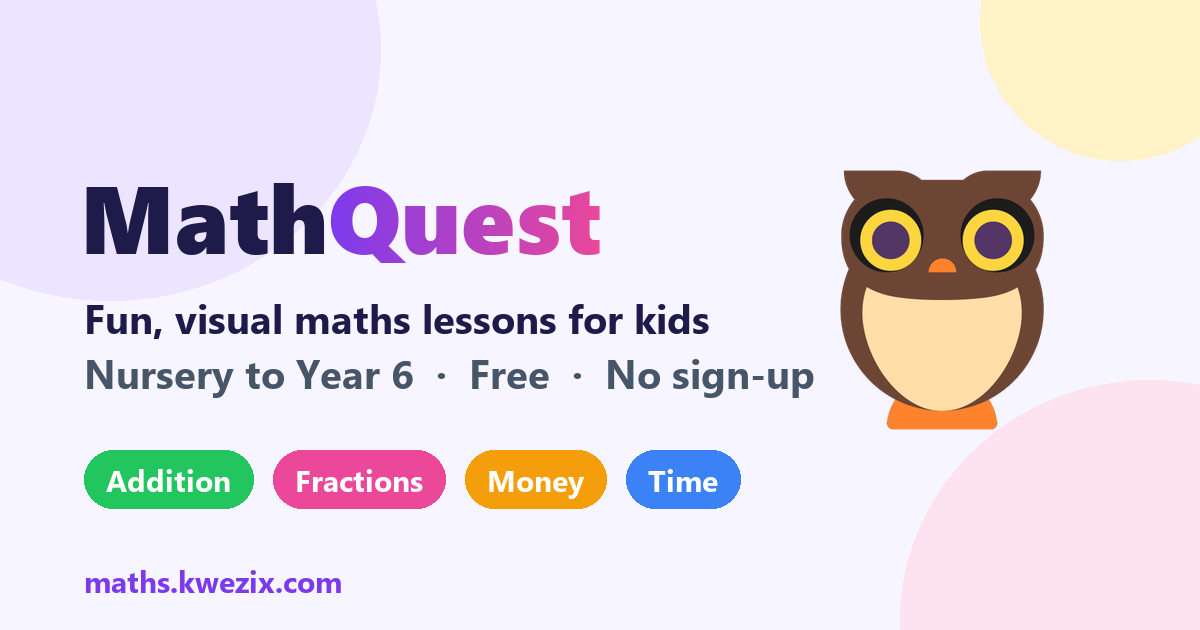 MathQuest
Fun, visual maths lessons for kids
Nursery to Year 6 · Free · No sign-up
Addition Fractions Money Time
maths.kwezix.com